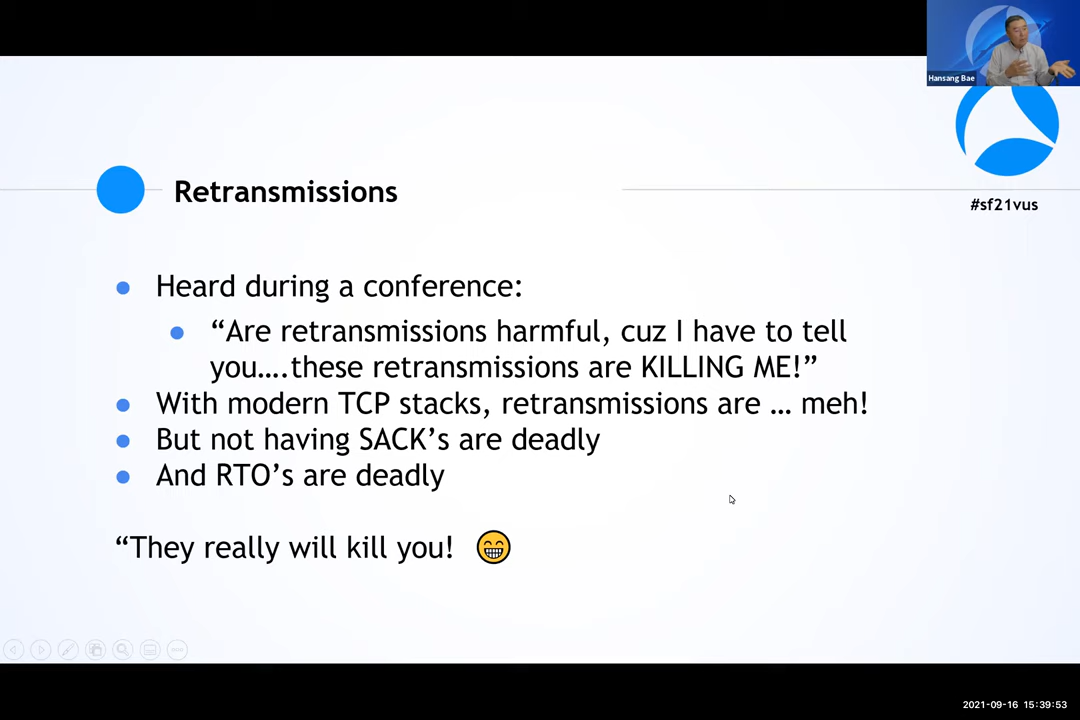 Hansang Bae
#sf21vus
Retransmissions
Heard during a conference:
“Are retransmissions harmful, cuz I have to tell
you….these retransmissions are KILLING ME!”
With modern TCP stacks, retransmissions are … meh!
But not having SACK’s are deadly
And RTO’s are deadly
“They really will kill you!
2021-09-16 15:39:53